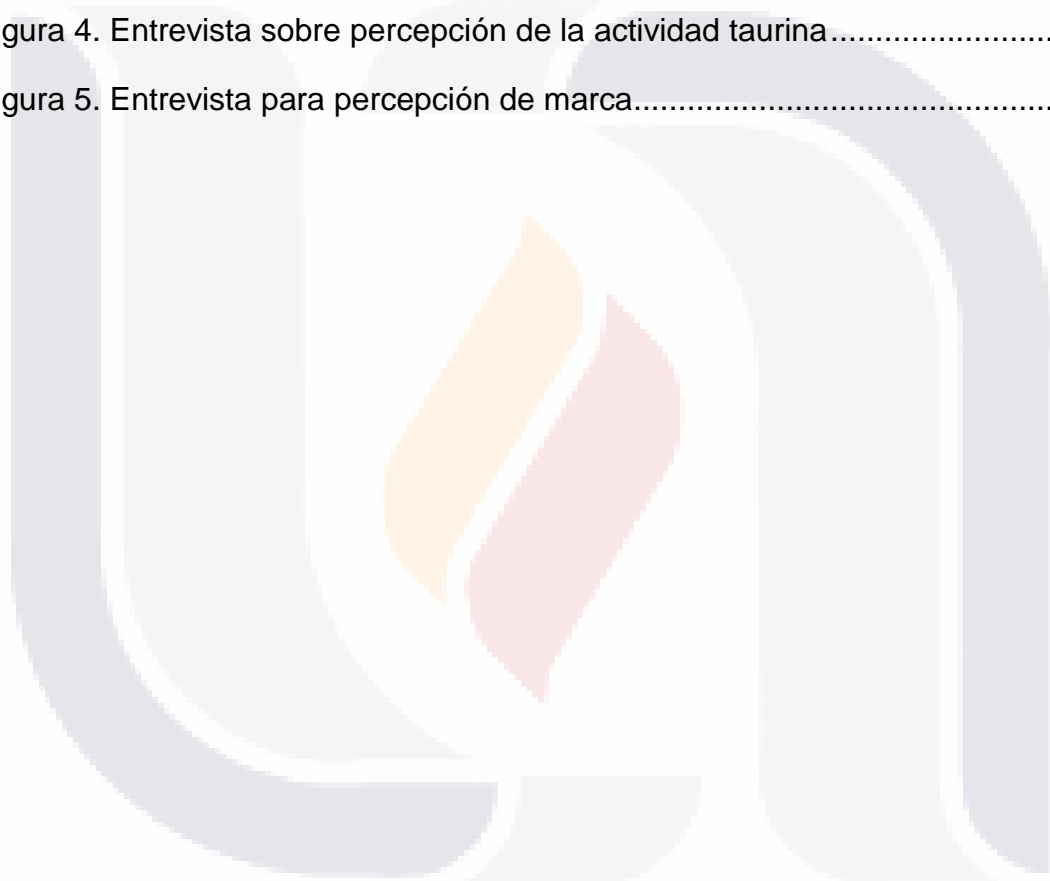 gura 4. Entrevista sobre percepción de la actividad taurina........................
gura 5. Entrevista para percepción de marca................................................